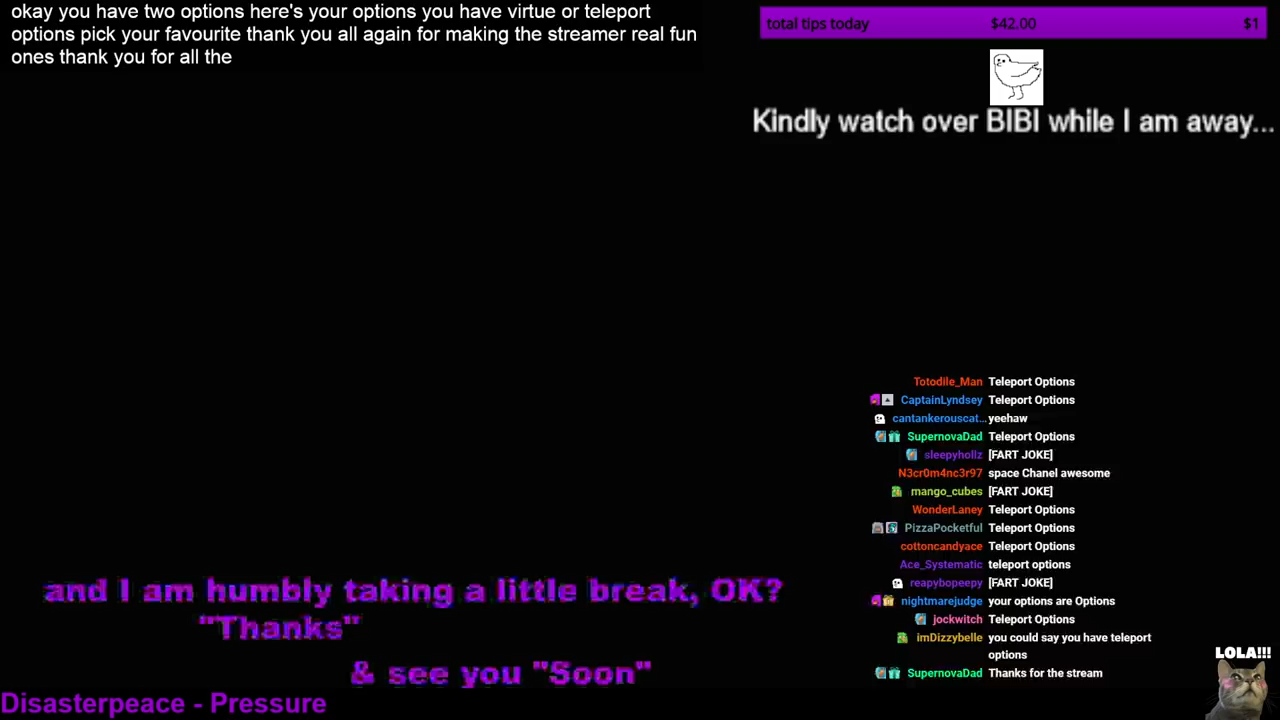 okay you have two options here's your options you have virtue or teleport
options pick your favourite thank you all again for making the streamer real fun
ones thank you for all the
total tips today $42.00 $1
Kindly watch over BIBI while I am away...
Totodile_Man Teleport Options
CaptainLyndsey Teleport Options
cantankerouscat... yeehaw
SupernovaDad Teleport Options
sleepyhollz [FART JOKE]
N3cr0m4nc3r97 space Chanel awesome
mango_cubes [FART JOKE]
WonderLaney Teleport Options
PizzaPocketful Teleport Options
cottoncandyace Teleport Options
Ace_Systematic teleport options
reapybopeepy [FART JOKE]
nightmarejudge your options are Options
jockwitch Teleport Options
imDizzybelle you could say you have teleport
options
SupernovaDad Thanks for the stream
and I am humbly taking a little break, OK?
"Thanks"
& see you "Soon"
LOLA!!!
Disasterpeace - Pressure